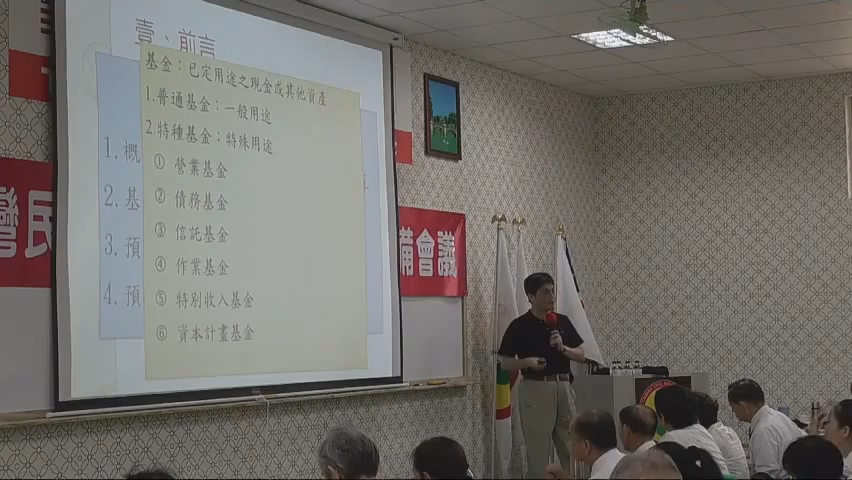 壹、前言
基金：已定用途之現金或其他資產
1.普通基金：一般用途
2.特種基金：特殊用途
① 營業基金
② 債務基金
③ 信託基金
④ 作業基金
⑤ 特別收入基金
⑥ 資本計畫基金
1.概
2.基
3.預
4.預
灣民
備會議